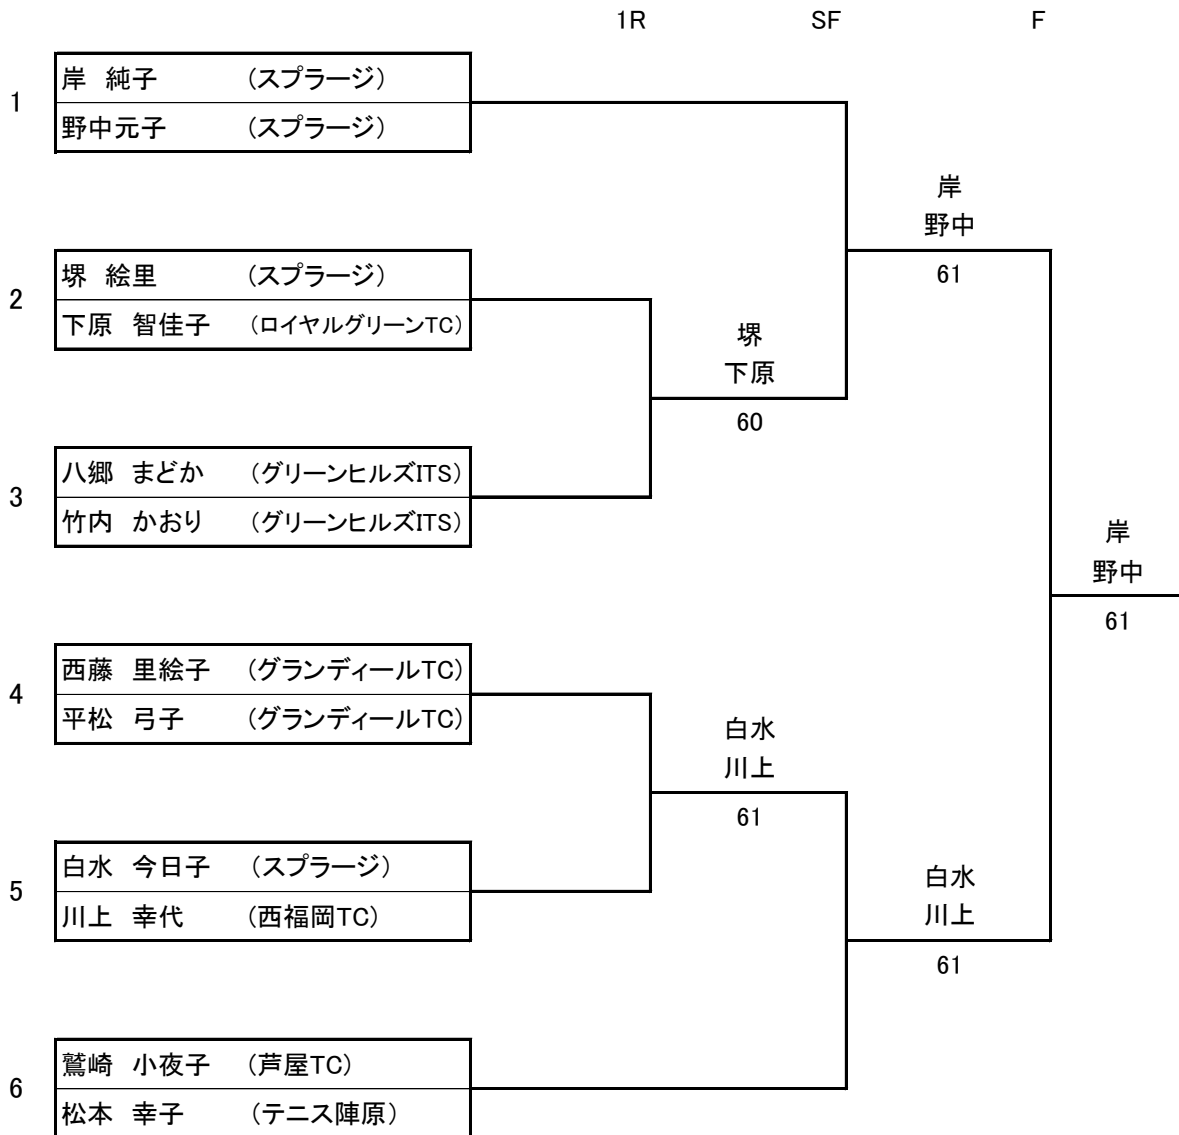 1R SF F
岸 純子 (スプラージ)
1
野中元子 (スプラージ)
岸
野中
61
堺 絵里 (スプラージ)
2
下原 智佳子 (ロイヤルグリーンTC)
堺
下原
60
八郷 まどか (グリーンヒルズITS)
3
竹内 かおり (グリーンヒルズITS)
岸
野中
61
西藤 里絵子 (グランディールTC)
4
平松 弓子 (グランディールTC)
白水
川上
61
白水 今日子 (スプラージ)
5
川上 幸代 (西福岡TC)
白水
川上
61
鷲崎 小夜子 (芦屋TC)
6
松本 幸子 (テニス陣原)